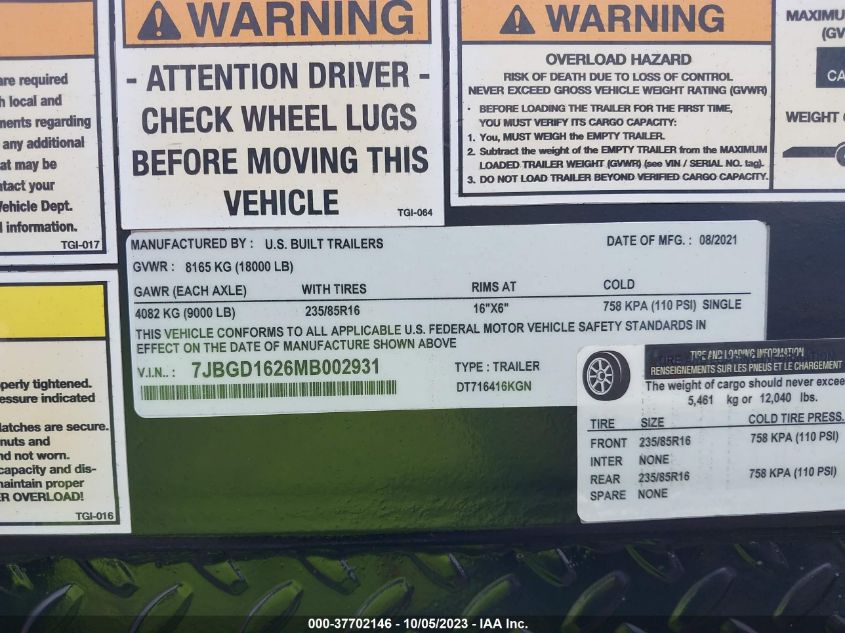 are required
h local and
ments regarding
any additional
at may be
ntact your
Vehicle Dept.
l information.
TGI-017
WARNING
- ATTENTION DRIVER -
CHECK WHEEL LUGS
BEFORE MOVING THIS
VEHICLE
TGI-064
WARNING
OVERLOAD HAZARD
RISK OF DEATH DUE TO LOSS OF CONTROL
NEVER EXCEED GROSS VEHICLE WEIGHT RATING (GVWR)
· BEFORE LOADING THE TRAILER FOR THE FIRST TIME,
YOU MUST VERIFY ITS CARGO CAPACITY:
1. You, MUST WEIGH the EMPTY TRAILER.
2. Subtract the weight of the EMPTY TRAILER from the MAXIMUM
LOADED TRAILER WEIGHT (GVWR) (see VIN / SERIAL NO. tag).
3. DO NOT LOAD TRAILER BEYOND VERIFIED CARGO CAPACITY.
MAXIMU
(GV
CA
WEIGHT
MANUFACTURED BY : U.S. BUILT TRAILERS DATE OF MFG. : 08/2021
GVWR : 8165 KG (18000 LB)
GAWR (EACH AXLE) WITH TIRES RIMS AT COLD
4082 KG (9000 LB) 235/85R16 16"X6" 758 KPA (110 PSI) SINGLE
THIS VEHICLE CONFORMS TO ALL APPLICABLE U.S. FEDERAL MOTOR VEHICLE SAFETY STANDARDS IN
EFFECT ON THE DATE OF MANUFACTURE SHOWN ABOVE
V.I.N.. : 7JBGD1626MB002931 TYPE : TRAILER
DT716416KGN
perly tightened.
essure indicated
latches are secure.
nuts and
nd not worn.
capacity and dis-
maintain proper
ER OVERLOAD!
TGI-016
TIRE AND LOADING INFORMATION
RENSEIGNEMENTS SUR LES PNEUS ET LE CHARGEMENT
The weight of cargo should never excee
5,461 kg or 12,040 lbs.
TIRE SIZE COLD TIRE PRESS.
FRONT 235/85R16 758 KPA (110 PSI)
INTER NONE
REAR 235/85R16 758 KPA (110 PSI)
SPARE NONE
000-37702146 - 10/05/2023 - IAA Inc.